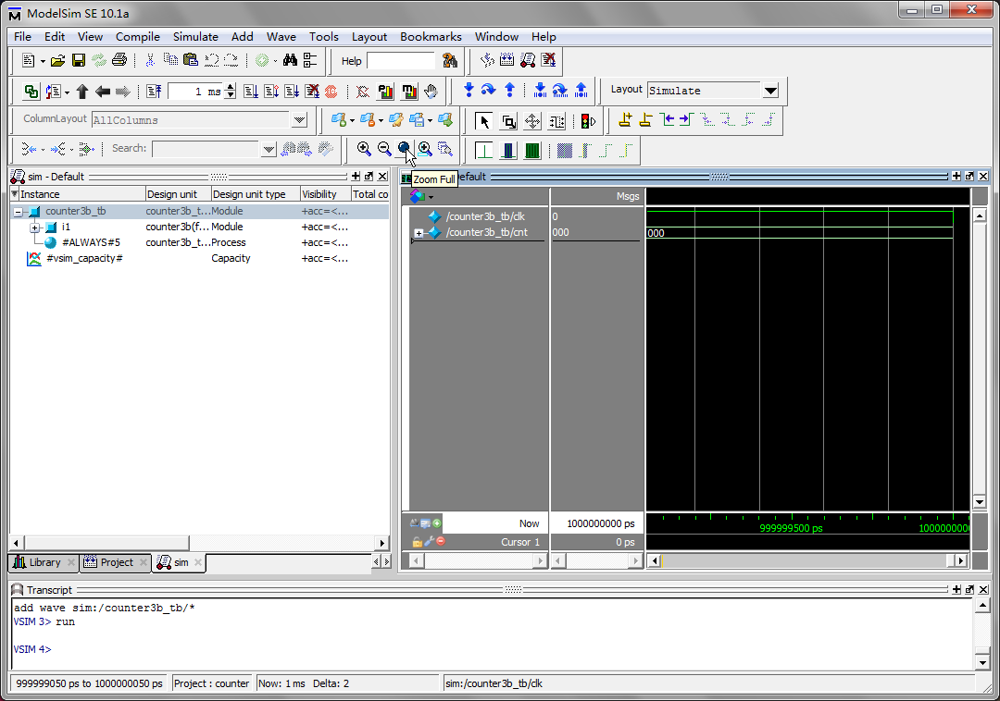 ModelSim SE 10.1a
File Edit View Compile Simulate Add Wave Tools Layout Bookmarks Window Help
Help
1 ms
Layout Simulate
ColumnLayout AllColumns
Search:
Zoom Full
sim - Default
efault
Instance Design unit Design unit type Visibility Total co
counter3b_tb counter3b_t... Module +acc=<...
i1 counter3b(f... Module +acc=<...
#ALWAYS#5 counter3b_t... Process +acc=<...
#vsim_capacity# Capacity +acc=<...
Msgs
/counter3b_tb/clk 0
/counter3b_tb/cnt 000 000
Now 1000000000 ps 999999500 ps 1000000000
Cursor 1 0 ps
Library Project sim
Transcript
add wave sim:/counter3b_tb/*
VSIM 3> run
VSIM 4>
999999050 ps to 1000000050 ps Project : counter Now: 1 ms Delta: 2 sim:/counter3b_tb/clk